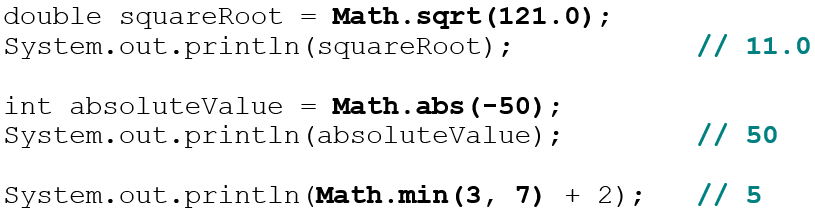 double squareRoot = Math.sqrt(121.0);
System.out.println(squareRoot);            // 11.0
int absoluteValue = Math.abs(-50);
System.out.println(absoluteValue);         // 50
System.out.println(Math.min(3, 7) + 2);    // 5